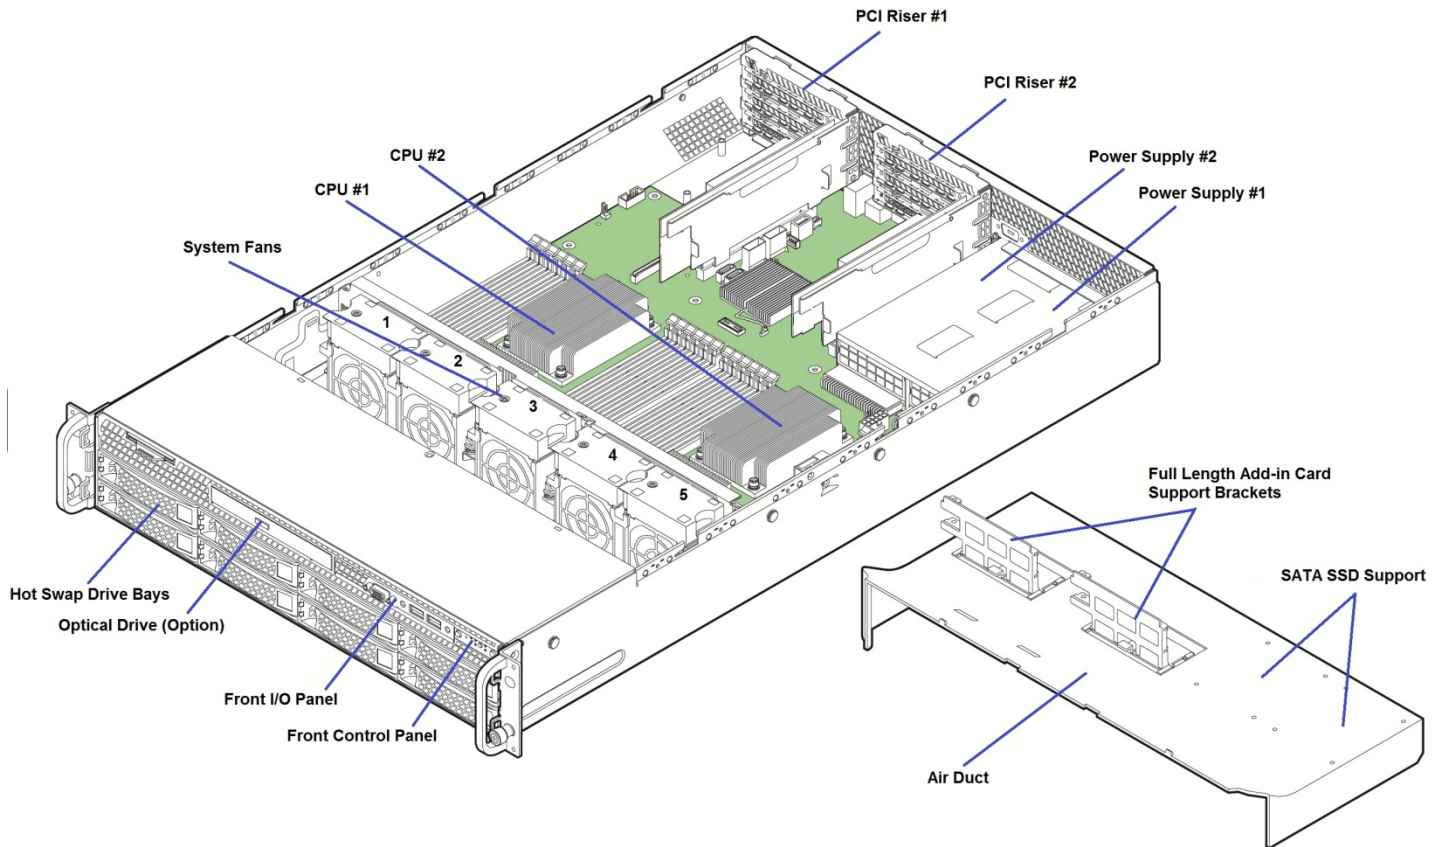 PCI Riser #1
PCI Riser #2
CPU #2
Power Supply #2
CPU #1
Power Supply #1
System Fans
1
2
3
4
5
Full Length Add-in Card
Support Brackets
SATA SSD Support
Hot Swap Drive Bays
Optical Drive (Option)
Front I/O Panel
Front Control Panel
Air Duct